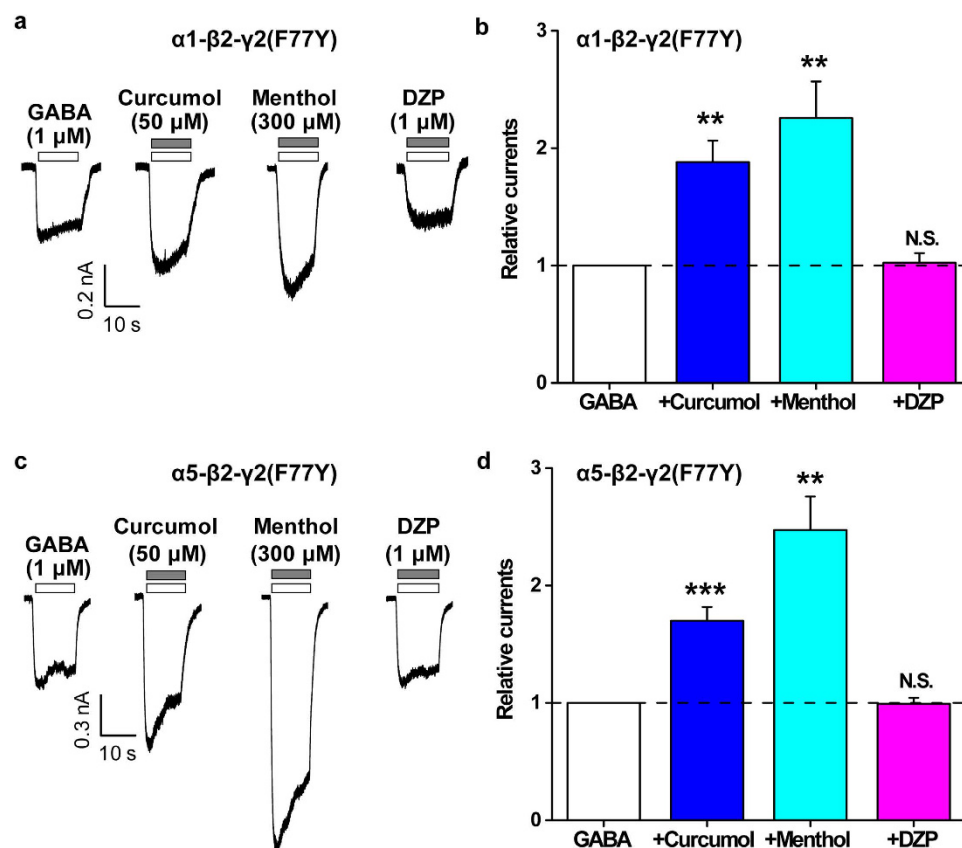 a
α1-β2-γ2(F77Y)
GABA
(1 μM)
Curcumol
(50 μM)
Menthol
(300 μM)
DZP
(1 μM)
0.2 nA
10 s
b
α1-β2-γ2(F77Y)
Relative currents
3
2
1
0
**
**
N.S.
GABA
+Curcumol
+Menthol
+DZP
c
α5-β2-γ2(F77Y)
GABA
(1 μM)
Curcumol
(50 μM)
Menthol
(300 μM)
DZP
(1 μM)
0.3 nA
10 s
d
α5-β2-γ2(F77Y)
Relative currents
3
2
1
0
***
**
N.S.
GABA
+Curcumol
+Menthol
+DZP